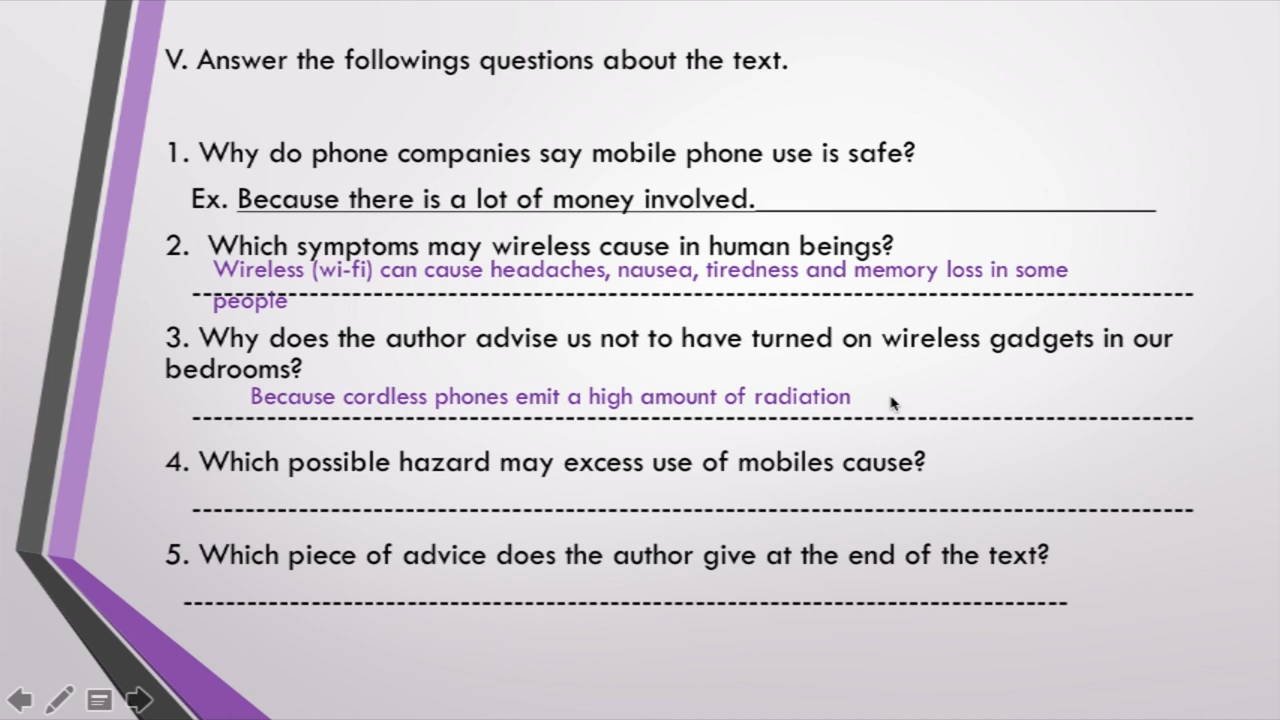 V. Answer the followings questions about the text.
1. Why do phone companies say mobile phone use is safe?
Ex. Because there is a lot of money involved.____________________________
2. Which symptoms may wireless cause in human beings?
Wireless (wi-fi) can cause headaches, nausea, tiredness and memory loss in some
people
3. Why does the author advise us not to have turned on wireless gadgets in our
bedrooms?
Because cordless phones emit a high amount of radiation
4. Which possible hazard may excess use of mobiles cause?
5. Which piece of advice does the author give at the end of the text?